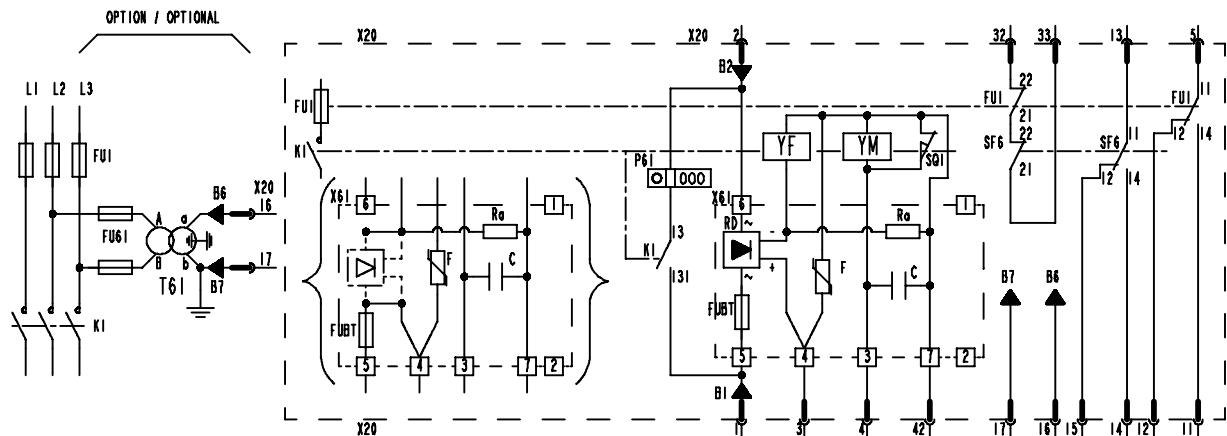 OPTION / OPTIONAL
X20
X20
2
32
33
13
5
B2
L1
L2
L3
FU1
FU1
22
21
FU1
11
12
14
FU1
K1
P61
000
YF
YM
SQ1
SF6
22
21
SF6
11
12
14
B6
X20
16
A
a
FU61
B
b
T61
17
B7
X61
6
1
Ra
F
C
FUBT
5
4
3
7
2
K1
13
131
X61
6
1
RD
~
-
~
+
Ra
F
C
FUBT
5
4
3
7
2
B7
B6
K1
B1
X20
1
3
4
42
17
16
15
14
12
11